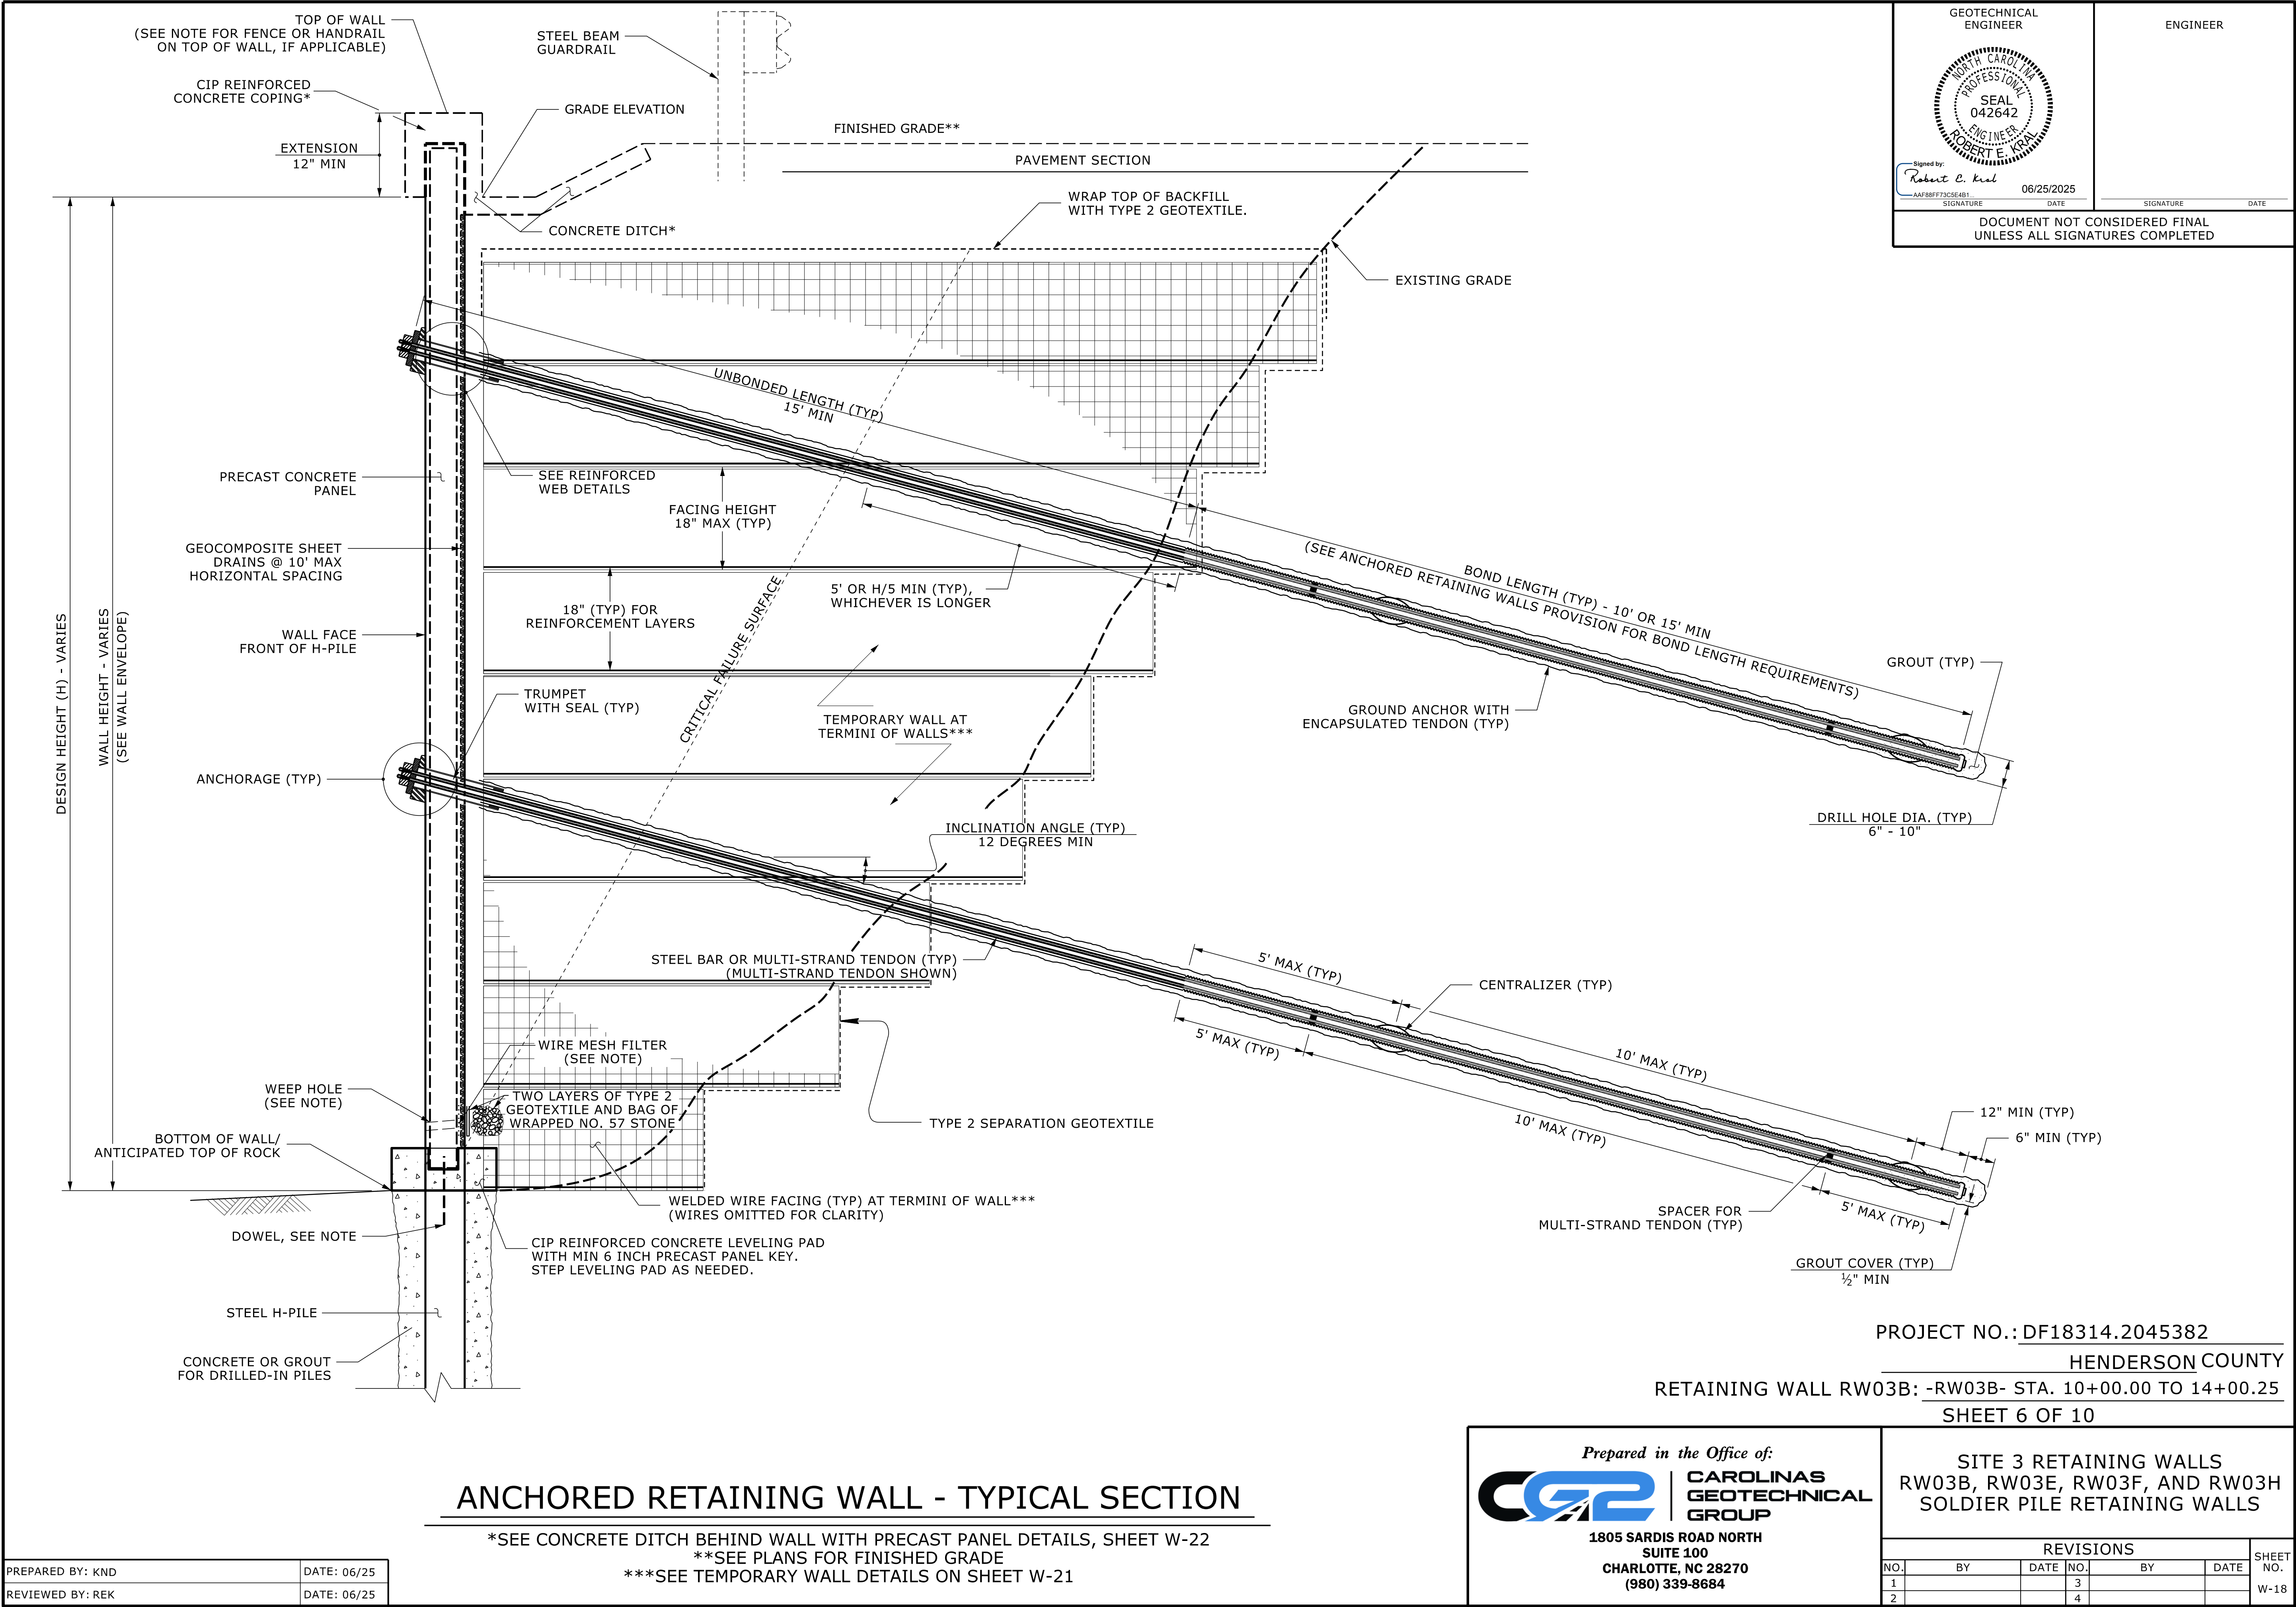 TOP OF WALL
(SEE NOTE FOR FENCE OR HANDRAIL
ON TOP OF WALL, IF APPLICABLE)
CIP REINFORCED
CONCRETE COPING*
EXTENSION
12" MIN
STEEL BEAM
GUARDRAIL
GRADE ELEVATION
FINISHED GRADE**
PAVEMENT SECTION
WRAP TOP OF BACKFILL
WITH TYPE 2 GEOTEXTILE.
CONCRETE DITCH*
EXISTING GRADE
GEOTECHNICAL
ENGINEER
NORTH CAROLINA
PROFESSIONAL
SEAL
042642
ENGINEER
ROBERT E. KRAL
Signed by:
Robert E. Kral
AAF88FF73C5E4B1...
06/25/2025
SIGNATURE DATE
ENGINEER
SIGNATURE DATE
DOCUMENT NOT CONSIDERED FINAL
UNLESS ALL SIGNATURES COMPLETED
UNBONDED LENGTH (TYP)
15' MIN
PRECAST CONCRETE
PANEL
SEE REINFORCED
WEB DETAILS
FACING HEIGHT
18" MAX (TYP)
GEOCOMPOSITE SHEET
DRAINS @ 10' MAX
HORIZONTAL SPACING
5' OR H/5 MIN (TYP),
WHICHEVER IS LONGER
BOND LENGTH (TYP) - 10' OR 15' MIN
(SEE ANCHORED RETAINING WALLS PROVISION FOR BOND LENGTH REQUIREMENTS)
18" (TYP) FOR
REINFORCEMENT LAYERS
WALL FACE
FRONT OF H-PILE
DESIGN HEIGHT (H) - VARIES
WALL HEIGHT - VARIES
(SEE WALL ENVELOPE)
CRITICAL FAILURE SURFACE
GROUT (TYP)
TRUMPET
WITH SEAL (TYP)
GROUND ANCHOR WITH
ENCAPSULATED TENDON (TYP)
TEMPORARY WALL AT
TERMINI OF WALLS***
ANCHORAGE (TYP)
DRILL HOLE DIA. (TYP)
6" - 10"
INCLINATION ANGLE (TYP)
12 DEGREES MIN
STEEL BAR OR MULTI-STRAND TENDON (TYP)
(MULTI-STRAND TENDON SHOWN)
5' MAX (TYP)
CENTRALIZER (TYP)
5' MAX (TYP)
10' MAX (TYP)
WIRE MESH FILTER
(SEE NOTE)
WEEP HOLE
(SEE NOTE)
TWO LAYERS OF TYPE 2
GEOTEXTILE AND BAG OF
WRAPPED NO. 57 STONE
TYPE 2 SEPARATION GEOTEXTILE
10' MAX (TYP)
12" MIN (TYP)
6" MIN (TYP)
BOTTOM OF WALL/
ANTICIPATED TOP OF ROCK
WELDED WIRE FACING (TYP) AT TERMINI OF WALL***
(WIRES OMITTED FOR CLARITY)
SPACER FOR
MULTI-STRAND TENDON (TYP)
5' MAX (TYP)
DOWEL, SEE NOTE
CIP REINFORCED CONCRETE LEVELING PAD
WITH MIN 6 INCH PRECAST PANEL KEY.
STEP LEVELING PAD AS NEEDED.
GROUT COVER (TYP)
½" MIN
STEEL H-PILE
CONCRETE OR GROUT
FOR DRILLED-IN PILES
PROJECT NO.: DF18314.2045382
HENDERSON COUNTY
RETAINING WALL RW03B: -RW03B- STA. 10+00.00 TO 14+00.25
SHEET 6 OF 10
ANCHORED RETAINING WALL - TYPICAL SECTION
*SEE CONCRETE DITCH BEHIND WALL WITH PRECAST PANEL DETAILS, SHEET W-22
**SEE PLANS FOR FINISHED GRADE
***SEE TEMPORARY WALL DETAILS ON SHEET W-21
PREPARED BY: KND DATE: 06/25
REVIEWED BY: REK DATE: 06/25
Prepared in the Office of:
CG2
CAROLINAS
GEOTECHNICAL
GROUP
1805 SARDIS ROAD NORTH
SUITE 100
CHARLOTTE, NC 28270
(980) 339-8684
SITE 3 RETAINING WALLS
RW03B, RW03E, RW03F, AND RW03H
SOLDIER PILE RETAINING WALLS
REVISIONS
NO. BY DATE NO. BY DATE
1 3
2 4
SHEET
NO.
W-18